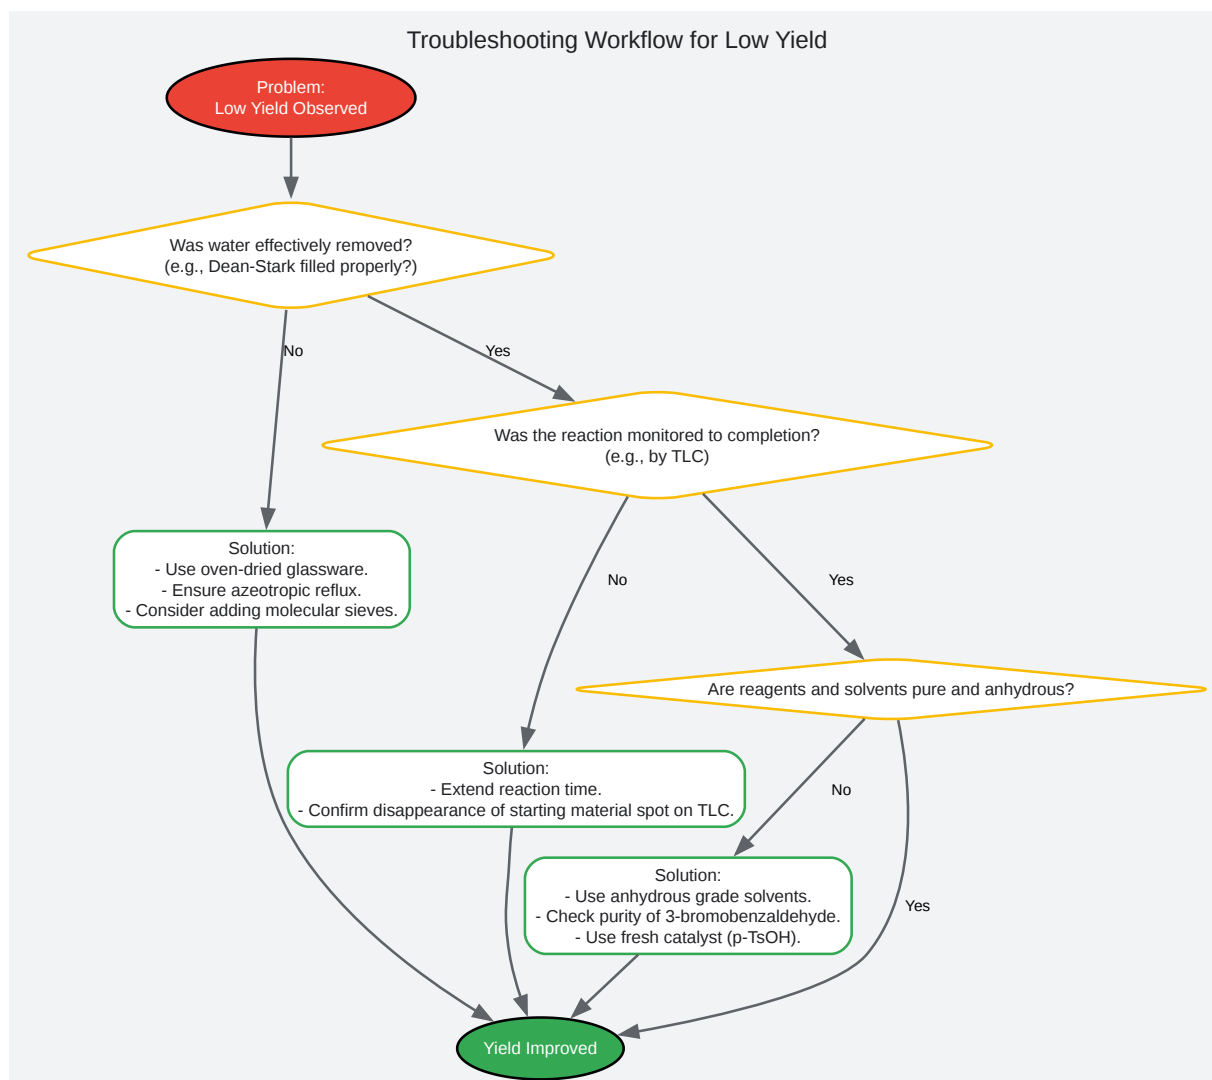 Troubleshooting Workflow for Low Yield
Problem:
Low Yield Observed
Was water effectively removed?
(e.g., Dean-Stark filled properly?)
No
Yes
Was the reaction monitored to completion?
(e.g., by TLC)
Solution:
- Use oven-dried glassware.
- Ensure azeotropic reflux.
- Consider adding molecular sieves.
No
Yes
Are reagents and solvents pure and anhydrous?
Solution:
- Extend reaction time.
- Confirm disappearance of starting material spot on TLC.
No
Solution:
- Use anhydrous grade solvents.
- Check purity of 3-bromobenzaldehyde.
- Use fresh catalyst (p-TsOH).
Yes
Yield Improved